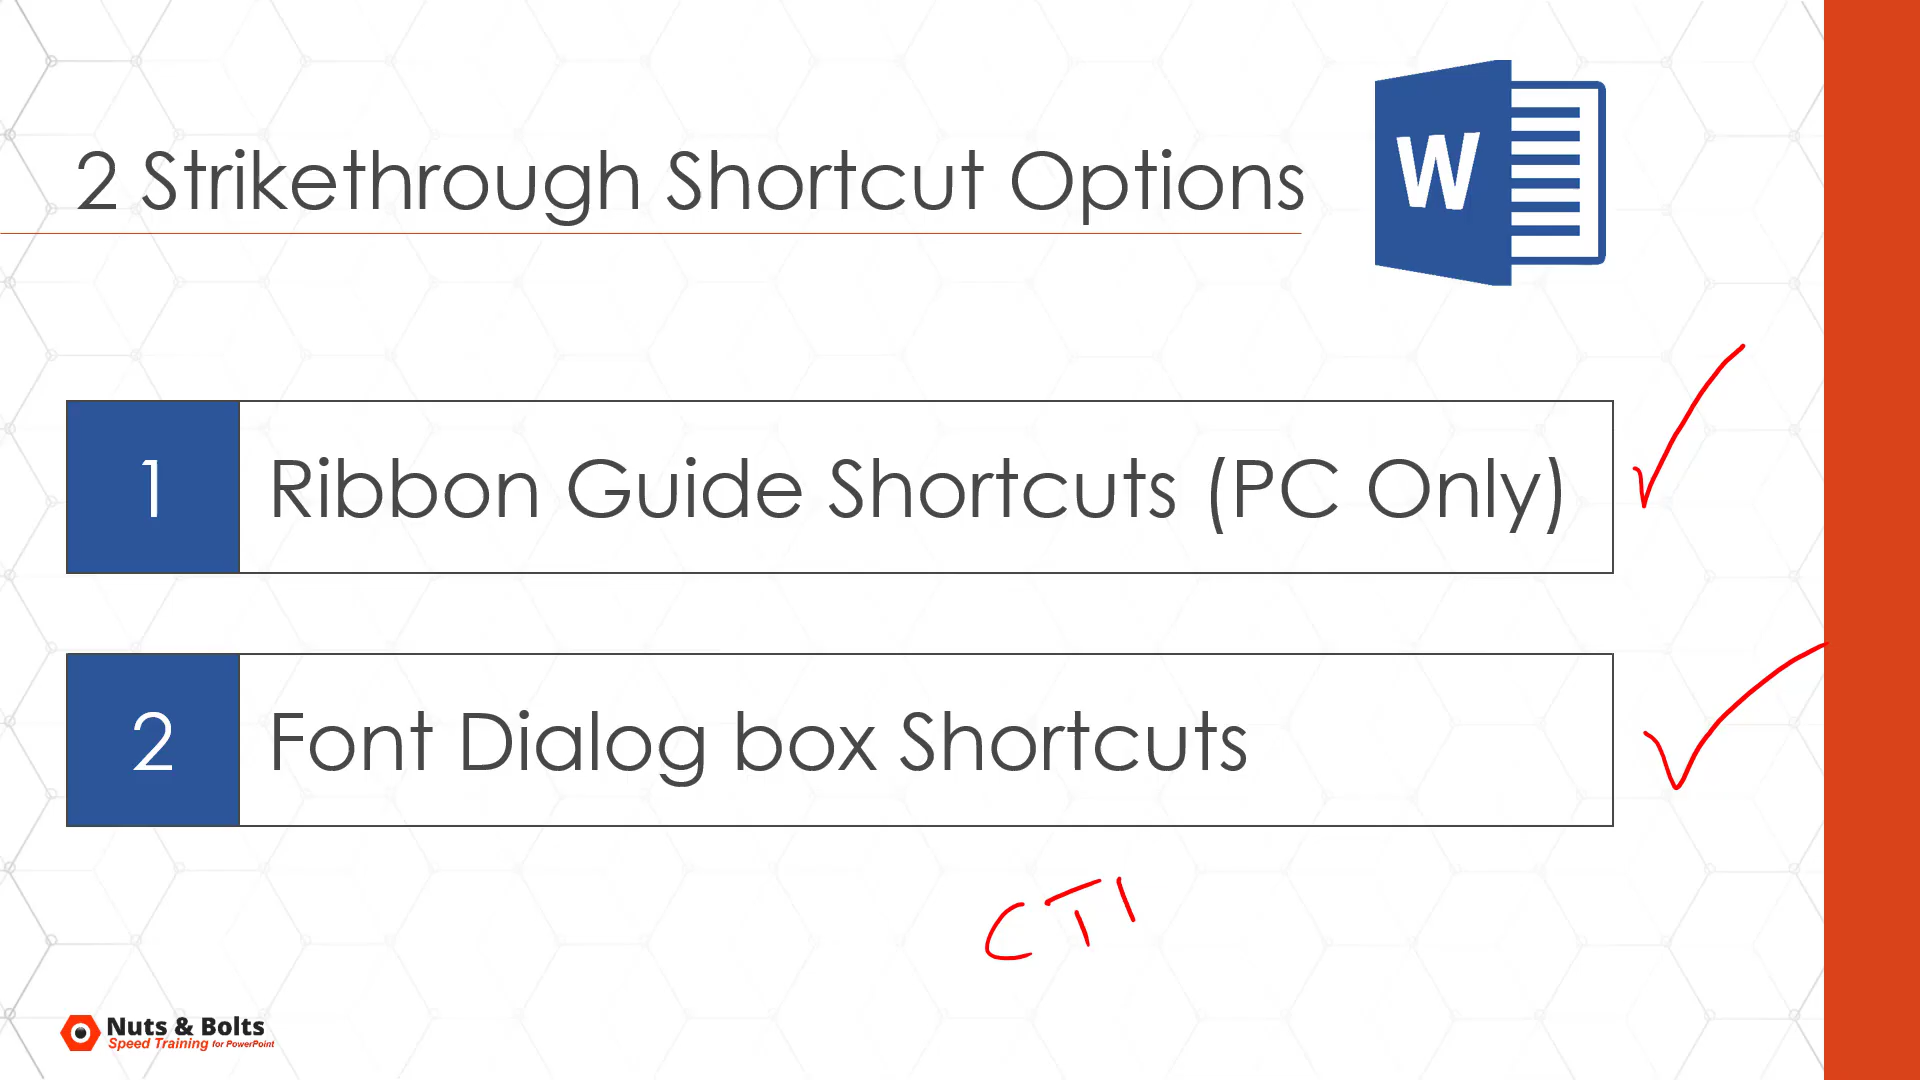 2 Strikethrough Shortcut Options
W
1 Ribbon Guide Shortcuts (PC Only)
2 Font Dialog box Shortcuts
CTI
Nuts & Bolts
Speed Training for PowerPoint